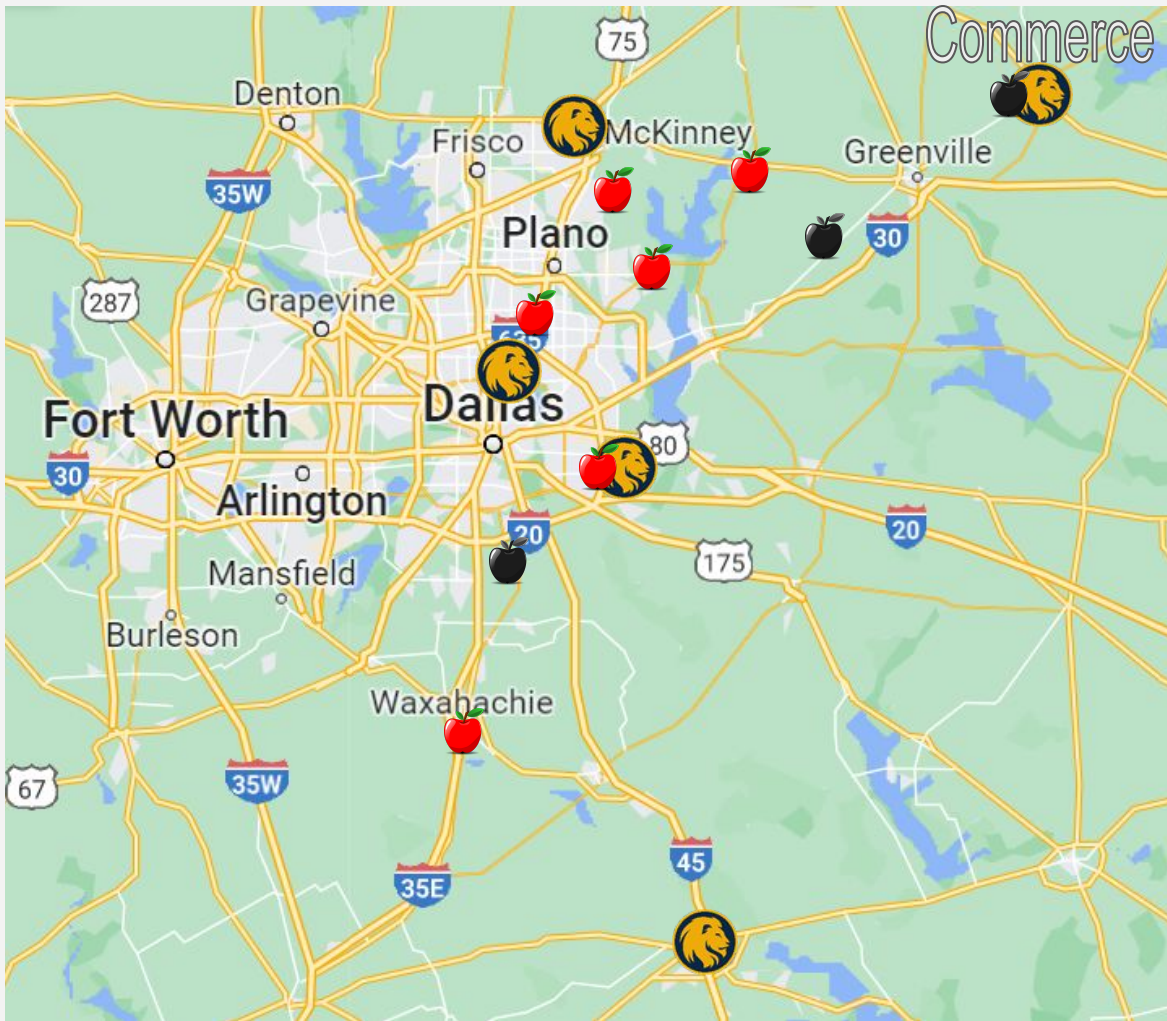 Commerce
75
Denton
Frisco
McKinney
Greenville
35W
Plano
30
287
Grapevine
635
Dallas
Fort Worth
80
30
Arlington
20
20
175
Mansfield
Burleson
Waxahachie
67
35W
45
35E